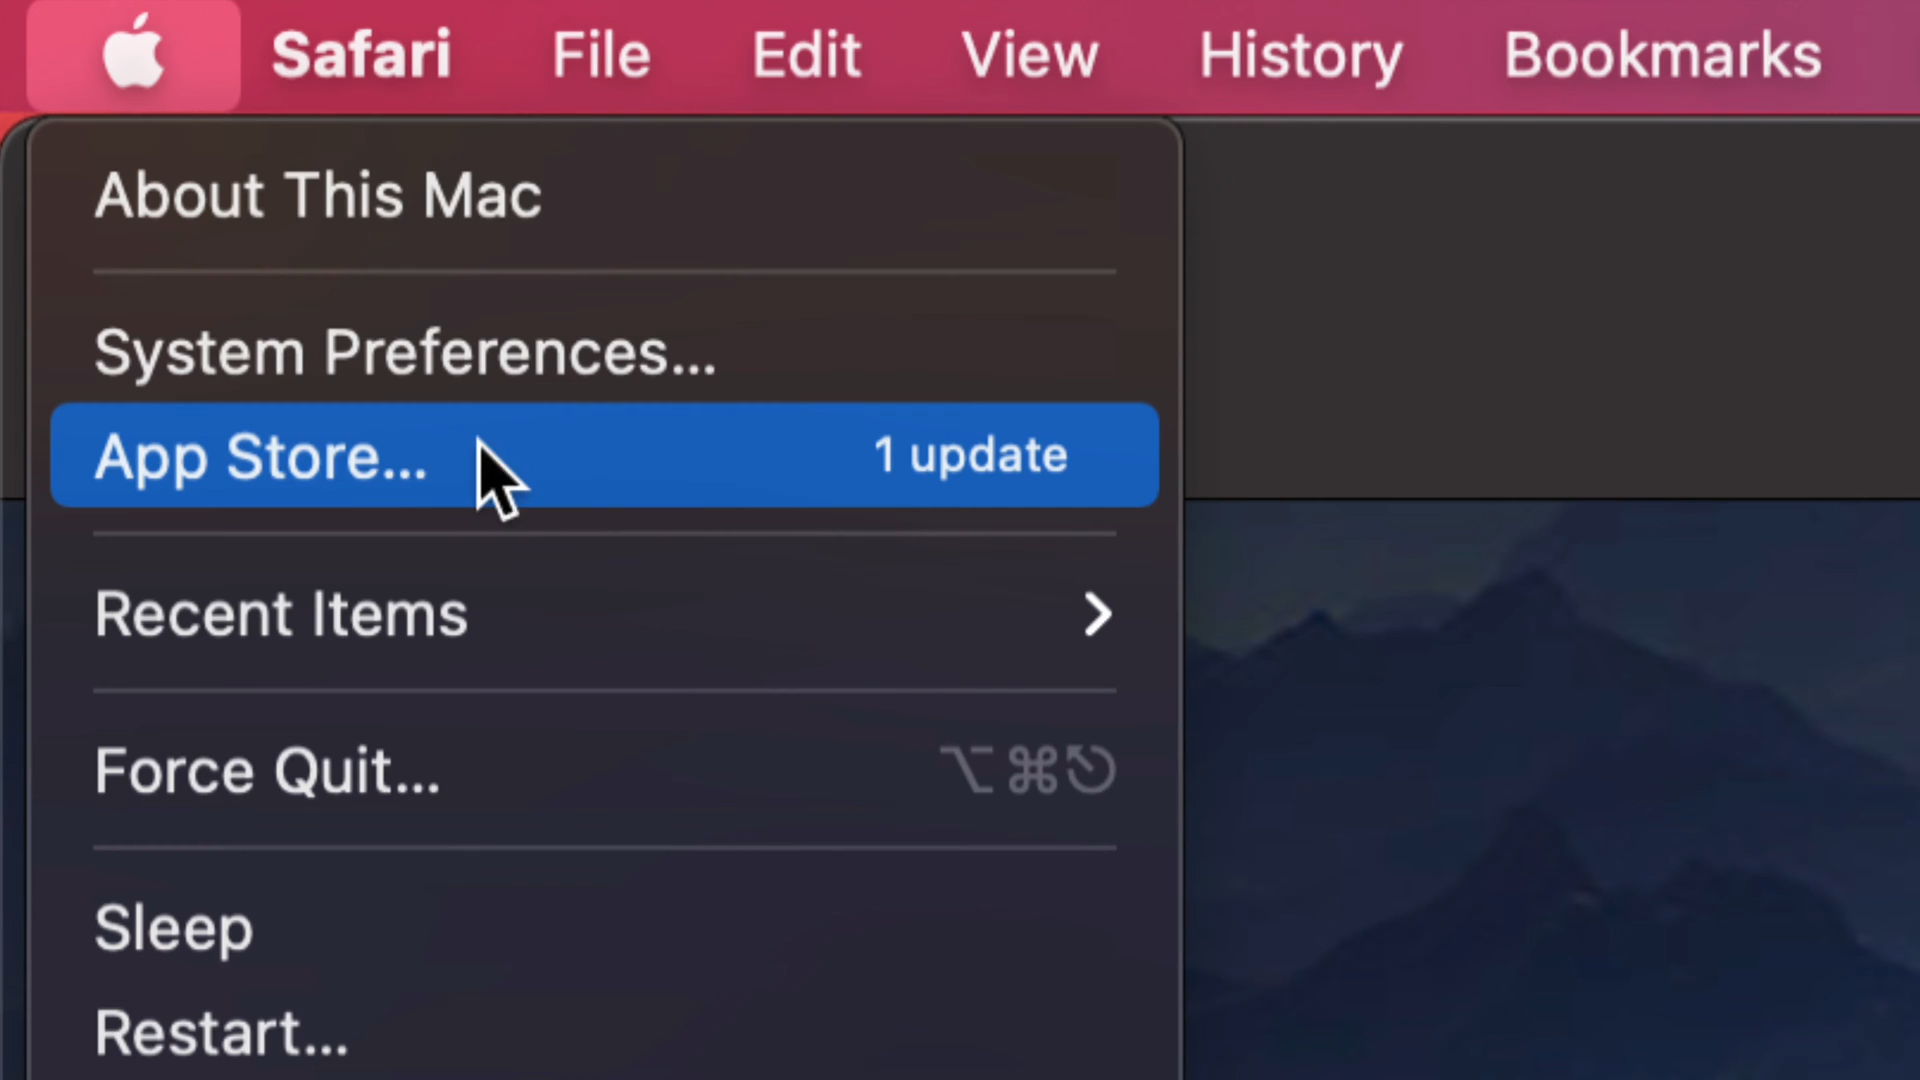 Safari File Edit View History Bookmarks
About This Mac
System Preferences...
App Store... 1 update
Recent Items
Force Quit... ⌥⌘⎋
Sleep
Restart...